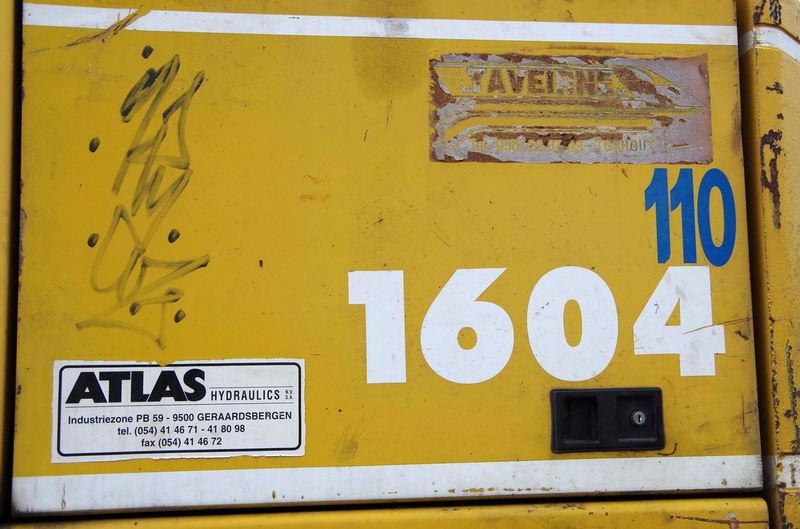 TAVEIRNE
110
1604
ATLAS HYDRAULICS N.V. S.A.
Industriezone PB 59 - 9500 GERAARDSBERGEN
tel. (054) 41 46 71 - 41 80 98
fax (054) 41 46 72